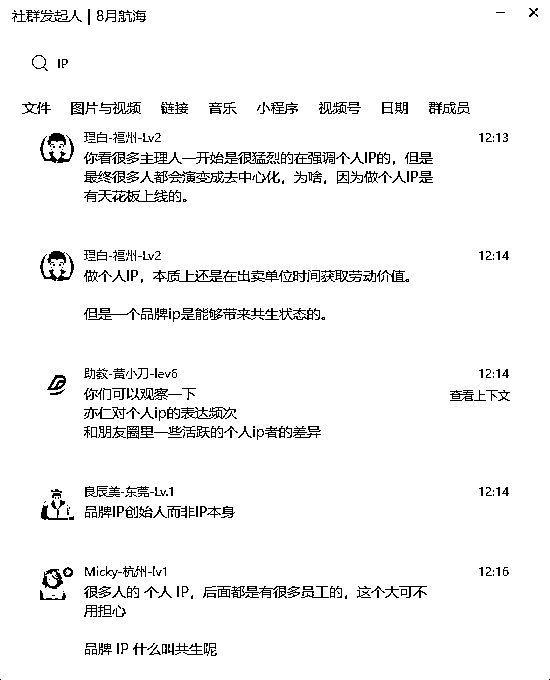 社群发起人 | 8月航海
IP
文件 图片与视频 链接 音乐 小程序 视频号 日期 群成员
理白-福州-Lv2 12:13
你看很多主理人一开始是很猛烈的在强调个人IP的，但是
最终很多人都会演变成去中心化，为啥，因为做个人IP是
有天花板上线的。
理白-福州-Lv2 12:14
做个人IP，本质上还是在出卖单位时间获取劳动价值。
但是一个品牌ip是能够带来共生状态的。
助教-黄小刀-lev6 12:14
你们可以观察一下 查看上下文
亦仁对个人ip的表达频次
和朋友圈里一些活跃的个人ip者的差异
良辰美-东莞-Lv.1 12:14
品牌IP创始人而非IP本身
Micky-杭州-lv1 12:16
很多人的 个人 IP，后面都是有很多员工的，这个大可不
用担心
品牌 IP 什么叫共生呢